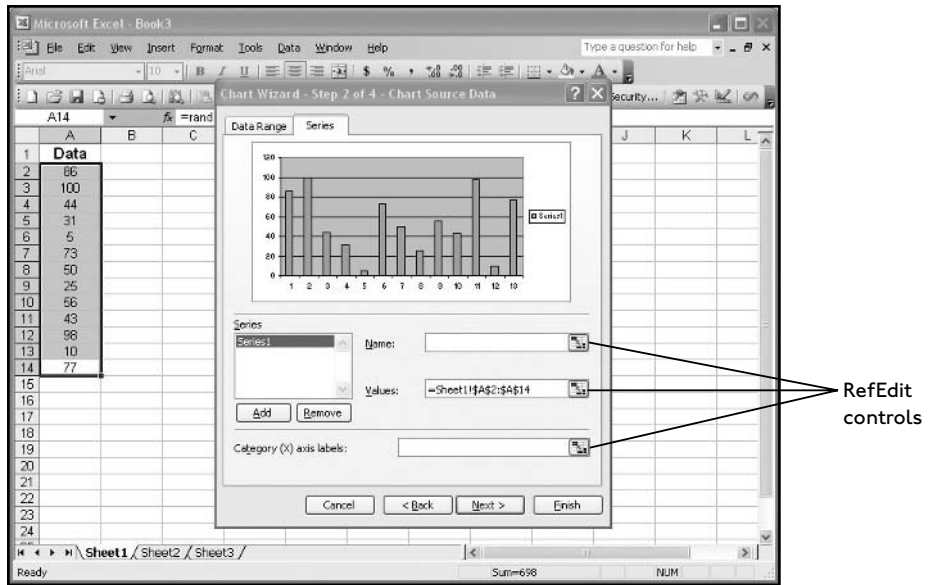 Microsoft Excel - Book3
File Edit View Insert Format Tools Data Window Help
Type a question for help
Arial 10 B I U $ % ,
Security...
A14 fx =rand
Chart Wizard - Step 2 of 4 - Chart Source Data
Data Range Series
A B C J K L
1 Data
2 86
3 100
4 44
5 31
6 5
7 73
8 50
9 25
10 56
11 43
12 98
13 10
14 77
15
16
17
18
19
20
21
22
23
24
120
100
80
60
40
20
0
1 2 3 4 5 6 7 8 9 10 11 12 13
Series1
Series
Series1
Name:
Values: =Sheet1!$A$2:$A$14
Add Remove
Category (X) axis labels:
Cancel < Back Next > Finish
RefEdit
controls
Sheet1 Sheet2 Sheet3
Ready Sum=698 NUM